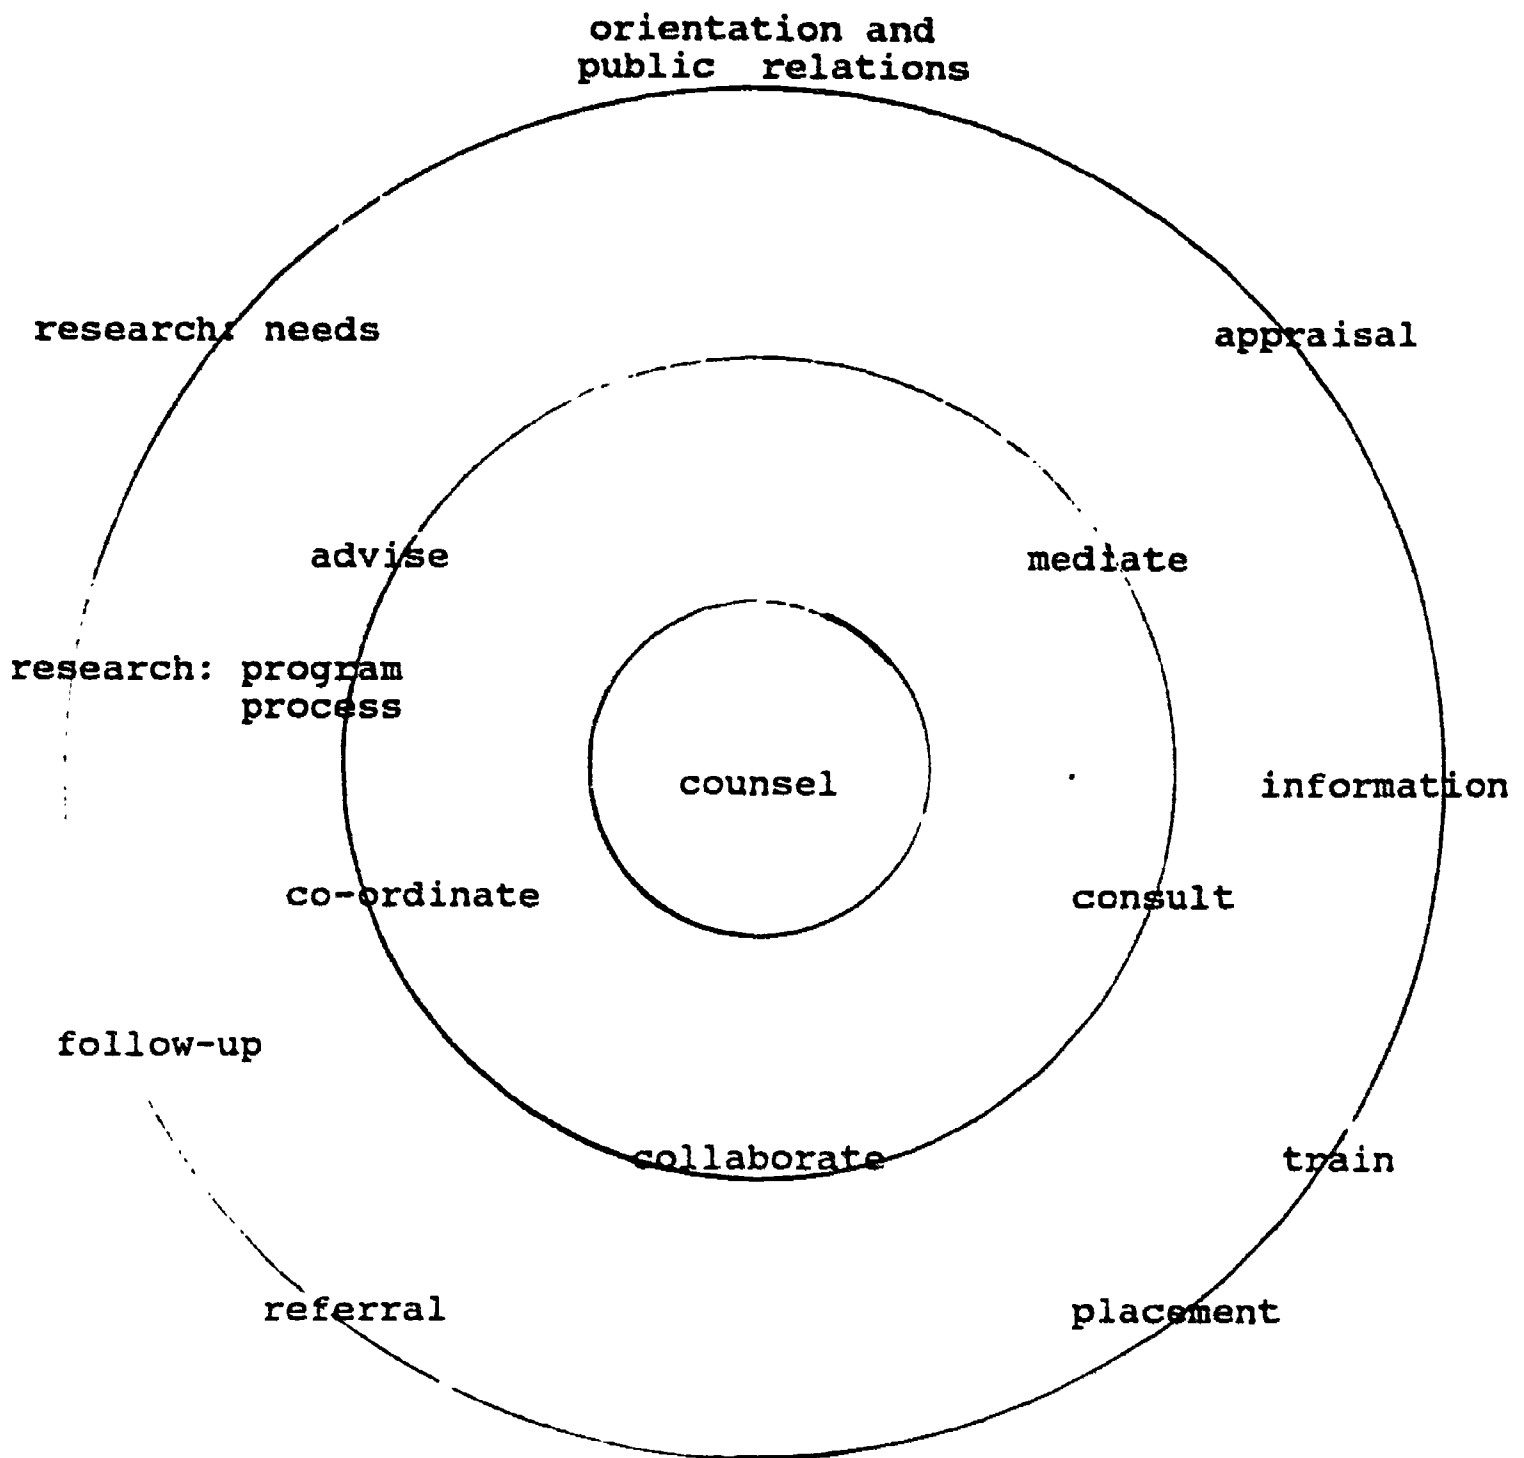 orientation and
public relations
research: needs
appraisal
advise
mediate
research: program
process
counsel
information
co-ordinate
consult
follow-up
collaborate
train
referral
placement